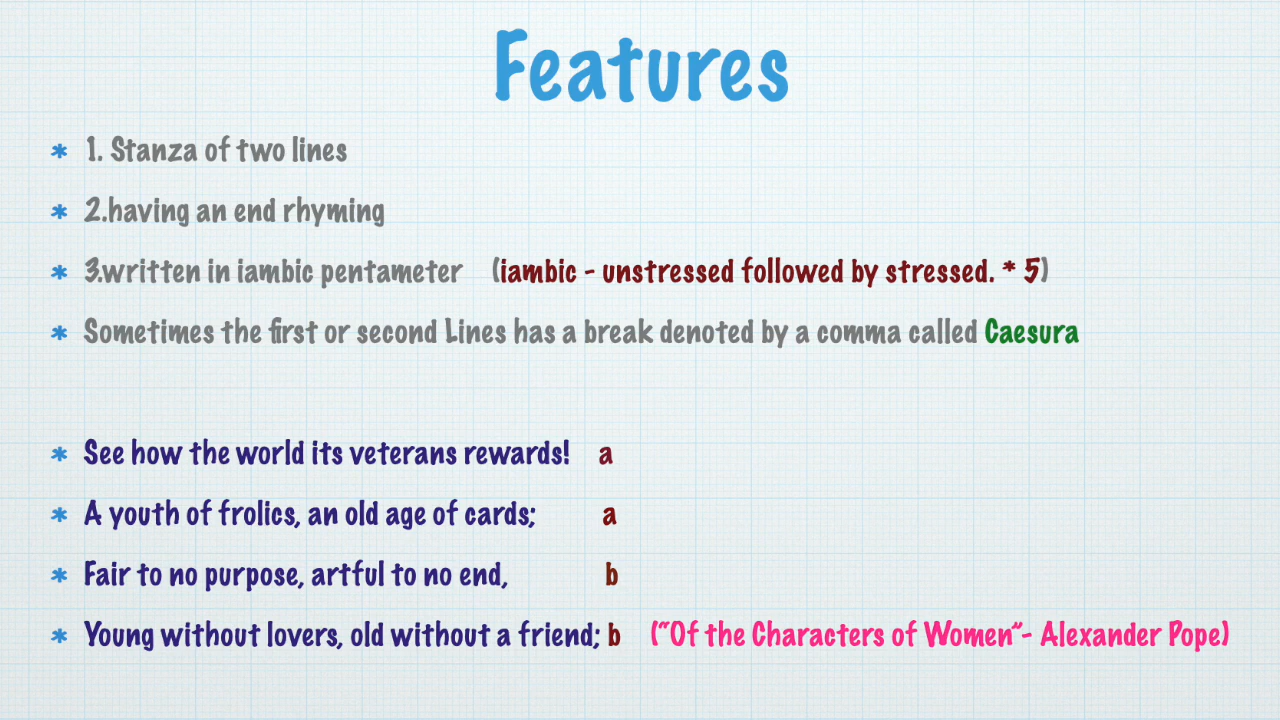 Features
* 1. Stanza of two lines
* 2.having an end rhyming
* 3.written in iambic pentameter (iambic - unstressed followed by stressed. * 5)
* Sometimes the first or second Lines has a break denoted by a comma called Caesura
* See how the world its veterans rewards! a
* A youth of frolics, an old age of cards; a
* Fair to no purpose, artful to no end, b
* Young without lovers, old without a friend; b (“Of the Characters of Women”- Alexander Pope)